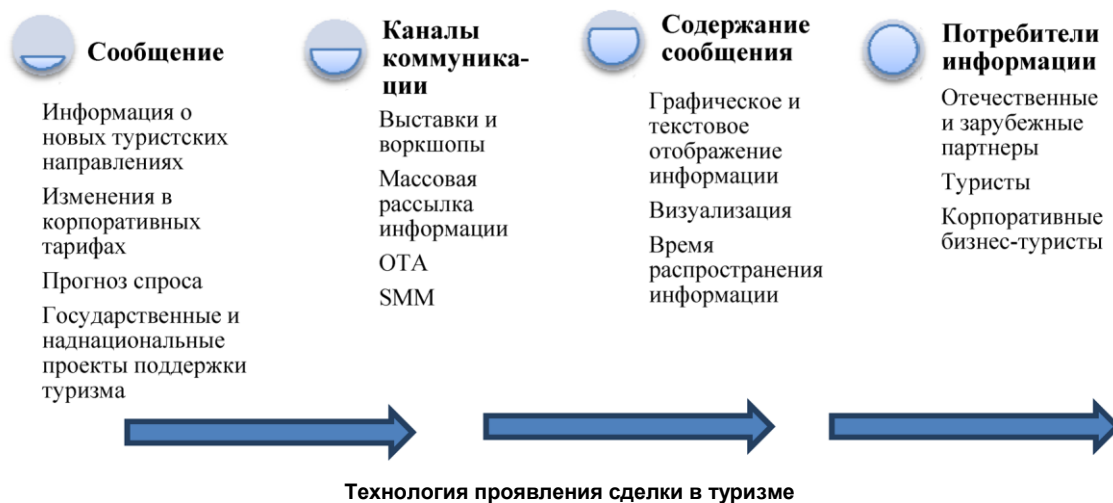 Сообщение
Информация о
новых туристских
направлениях
Изменения в
корпоративных
тарифах
Прогноз спроса
Государственные и
наднациональные
проекты поддержки
туризма
Каналы
коммуника-
ции
Выставки и
воркшопы
Массовая
рассылка
информации
ОТА
SMM
Содержание
сообщения
Графическое и
текстовое
отображение
информации
Визуализация
Время
распространения
информации
Потребители
информации
Отечественные
и зарубежные
партнеры
Туристы
Корпоративные
бизнес-туристы
Технология проявления сделки в туризме